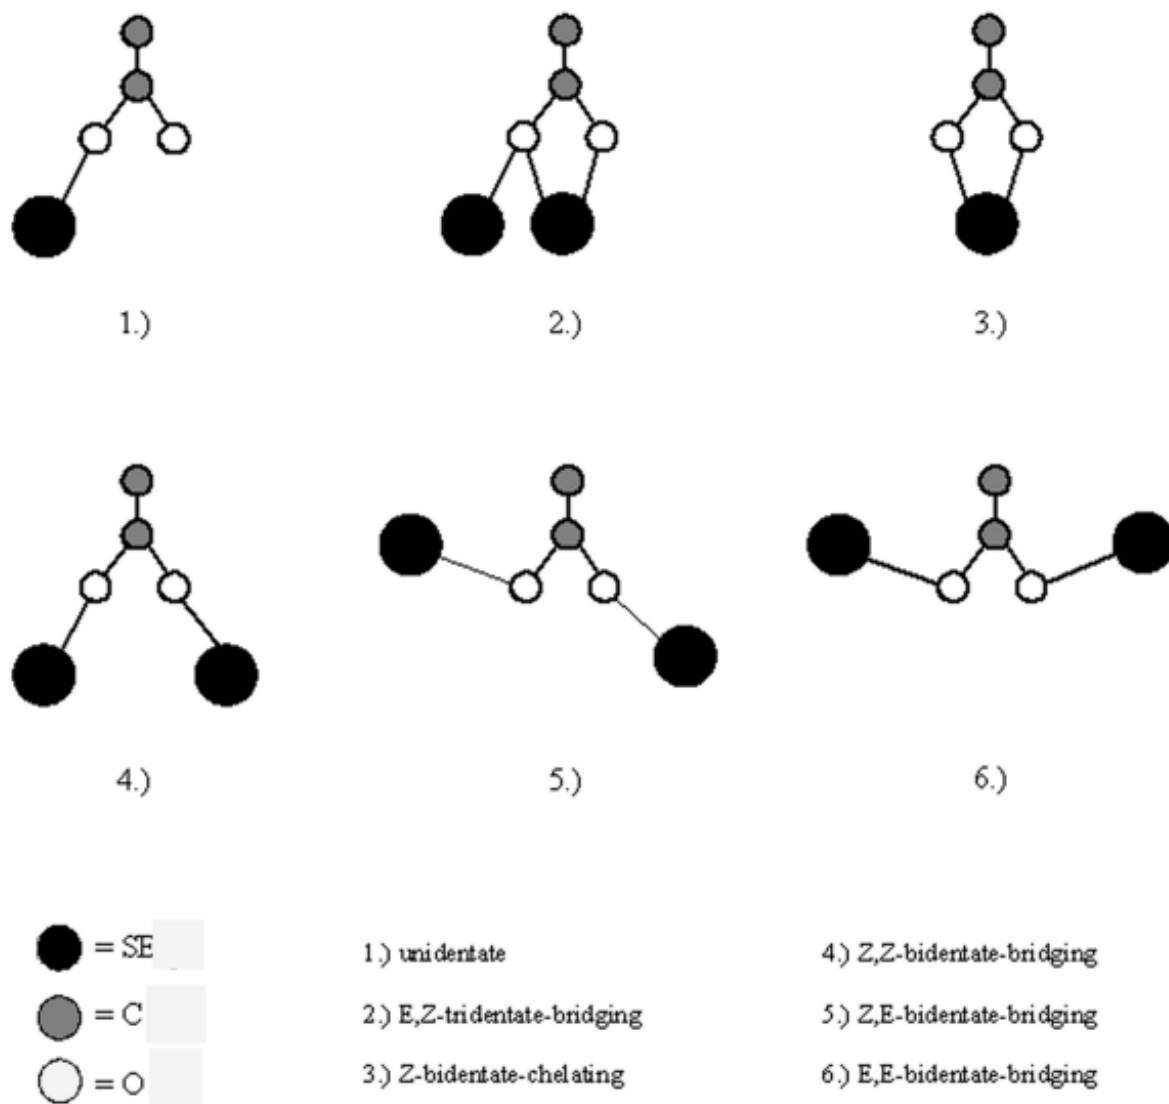 1.) 2.) 3.)
4.) 5.) 6.)
= SE
= C
= O
1.) unidentate
2.) E,Z-tridentate-bridging
3.) Z-bidentate-chelating
4.) Z,Z-bidentate-bridging
5.) Z,E-bidentate-bridging
6.) E,E-bidentate-bridging